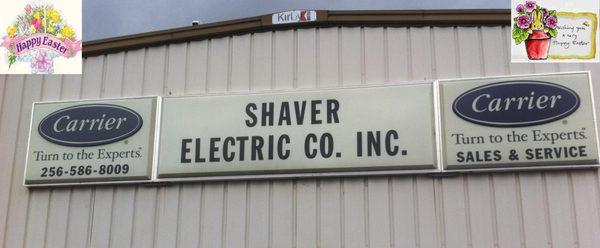 Happy Easter
Kirby
Wishing you
a very
Happy Easter
Carrier
Turn to the Experts.
256-586-8009
SHAVER
ELECTRIC CO. INC.
Carrier
Turn to the Experts.
SALES & SERVICE